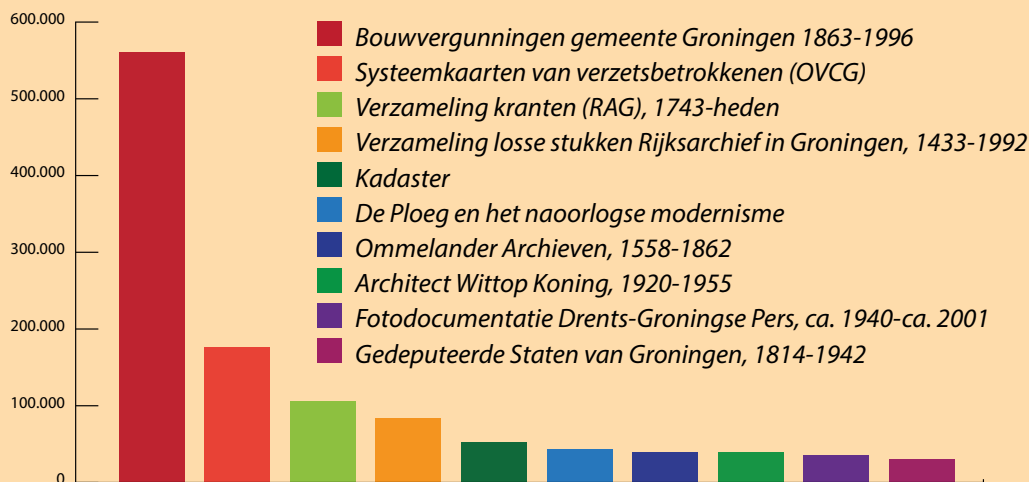 600.000
500.000
400.000
300.000
200.000
100.000
0
Bouwvergunningen gemeente Groningen 1863-1996
Systeemkaarten van verzetsbetrokkenen (OVCG)
Verzameling kranten (RAG), 1743-heden
Verzameling losse stukken Rijksarchief in Groningen, 1433-1992
Kadaster
De Ploeg en het naoorlogse modernisme
Ommelander Archieven, 1558-1862
Architect Wittop Koning, 1920-1955
Fotodocumentatie Drents-Groningse Pers, ca. 1940-ca. 2001
Gedeputeerde Staten van Groningen, 1814-1942